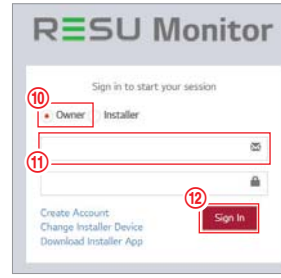 RESU Monitor
Sign in to start your session
⑩
Owner Installer
⑪
⑫
Create Account
Sign In
Change Installer Device
Download Installer App